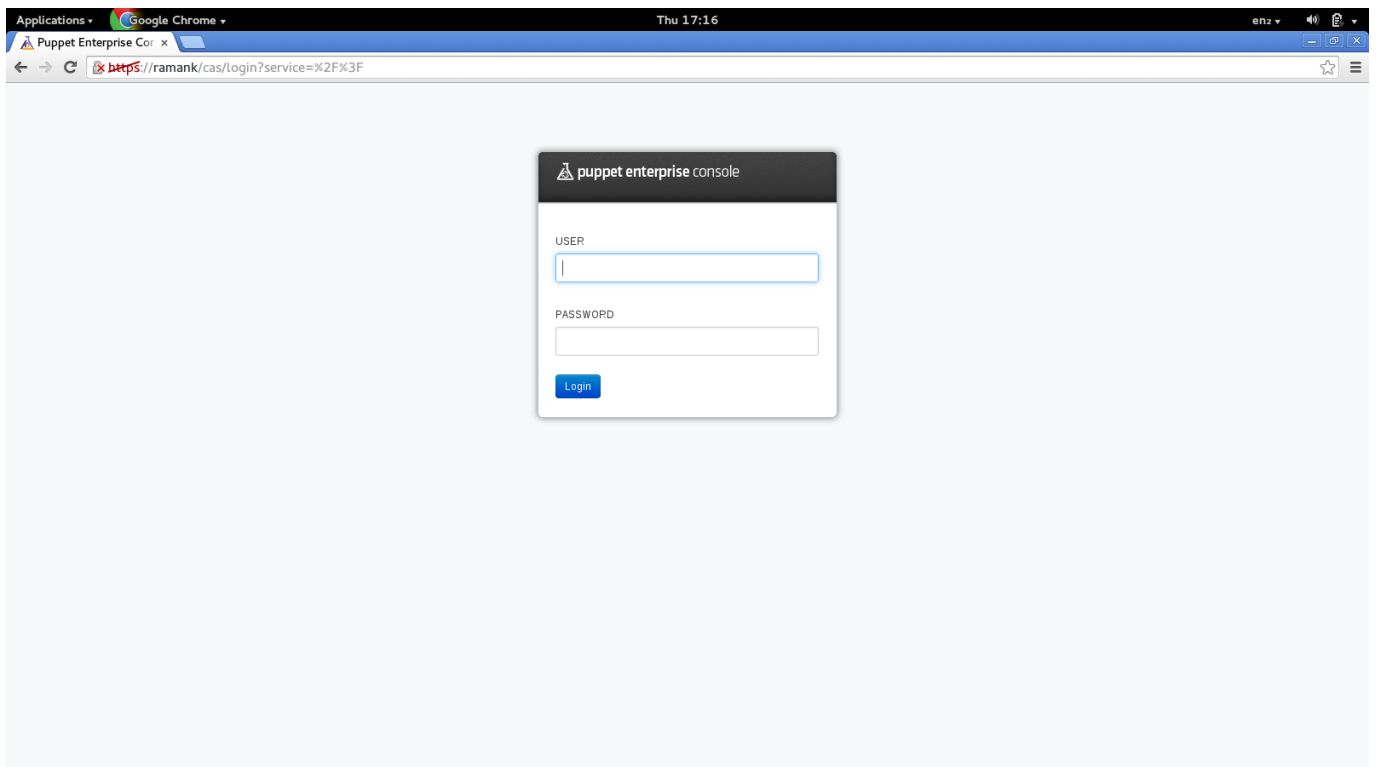 Applications Google Chrome Thu 17:16 en2
Puppet Enterprise Cor ×
https://ramank/cas/login?service=%2F%3F
puppet enterprise console
USER
PASSWORD
Login